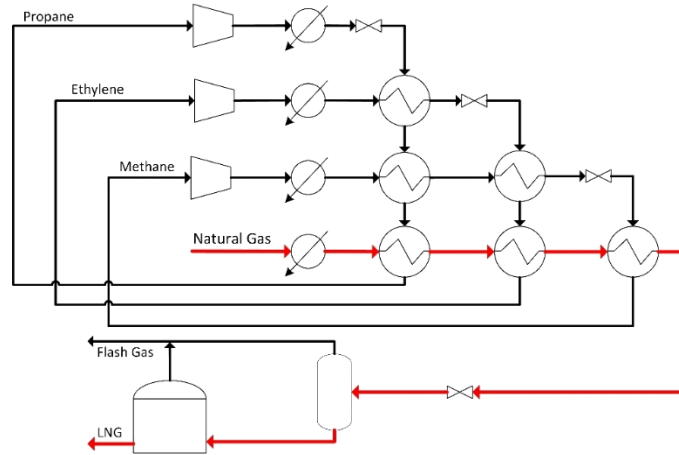 Propane
Ethylene
Methane
Natural Gas
Flash Gas
LNG